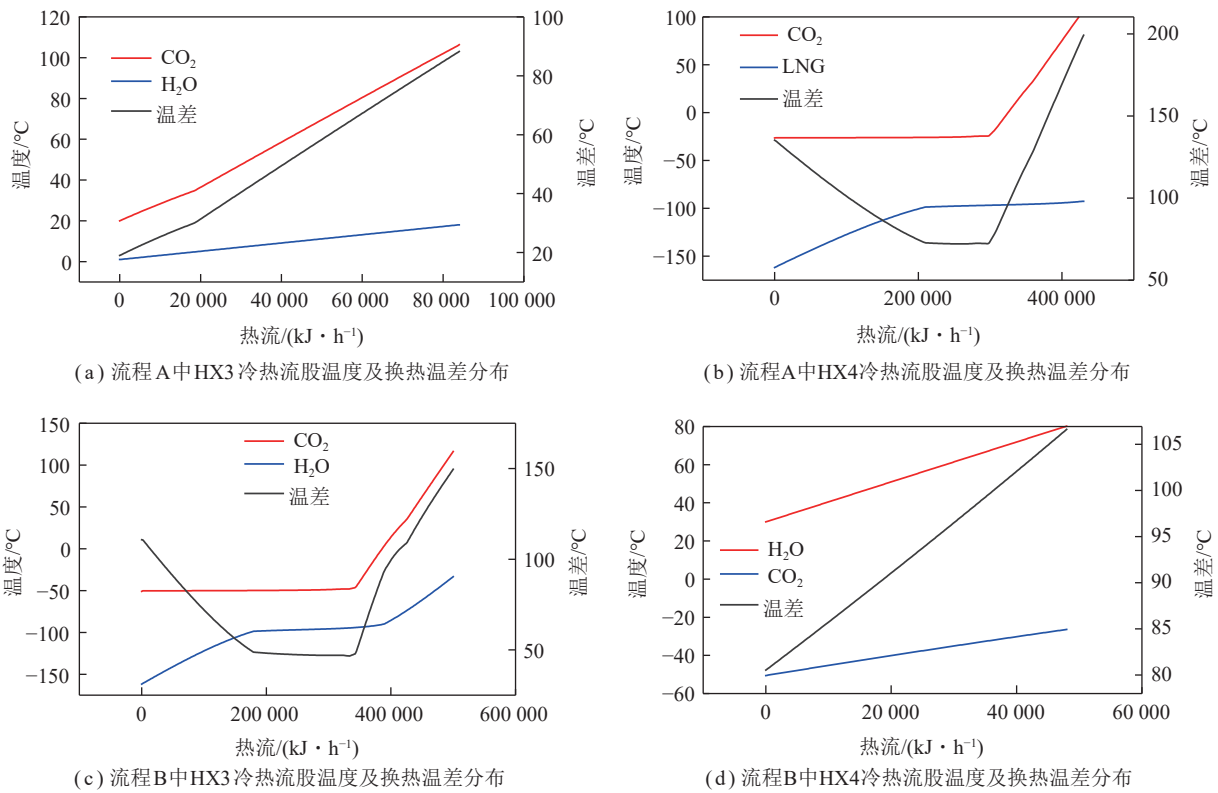 120
100
80
60
40
20
0
温度/℃
CO₂
H₂O
温差
100
80
60
40
20
温差/℃
0
20 000
40 000
60 000
80 000
100 000
热流/(kJ・h⁻¹)
(a) 流程A中HX3冷热流股温度及换热温差分布
100
50
0
−50
−100
−150
温度/℃
CO₂
LNG
温差
200
150
100
50
温差/℃
0
200 000
400 000
热流/(kJ・h⁻¹)
(b) 流程A中HX4冷热流股温度及换热温差分布
150
100
50
0
−50
−100
−150
温度/℃
CO₂
H₂O
温差
150
100
50
温差/℃
0
200 000
400 000
600 000
热流/(kJ・h⁻¹)
(c) 流程B中HX3冷热流股温度及换热温差分布
80
60
40
20
0
−20
−40
−60
温度/℃
H₂O
CO₂
温差
105
100
95
90
85
80
温差/℃
0
20 000
40 000
60 000
热流/(kJ・h⁻¹)
(d) 流程B中HX4冷热流股温度及换热温差分布